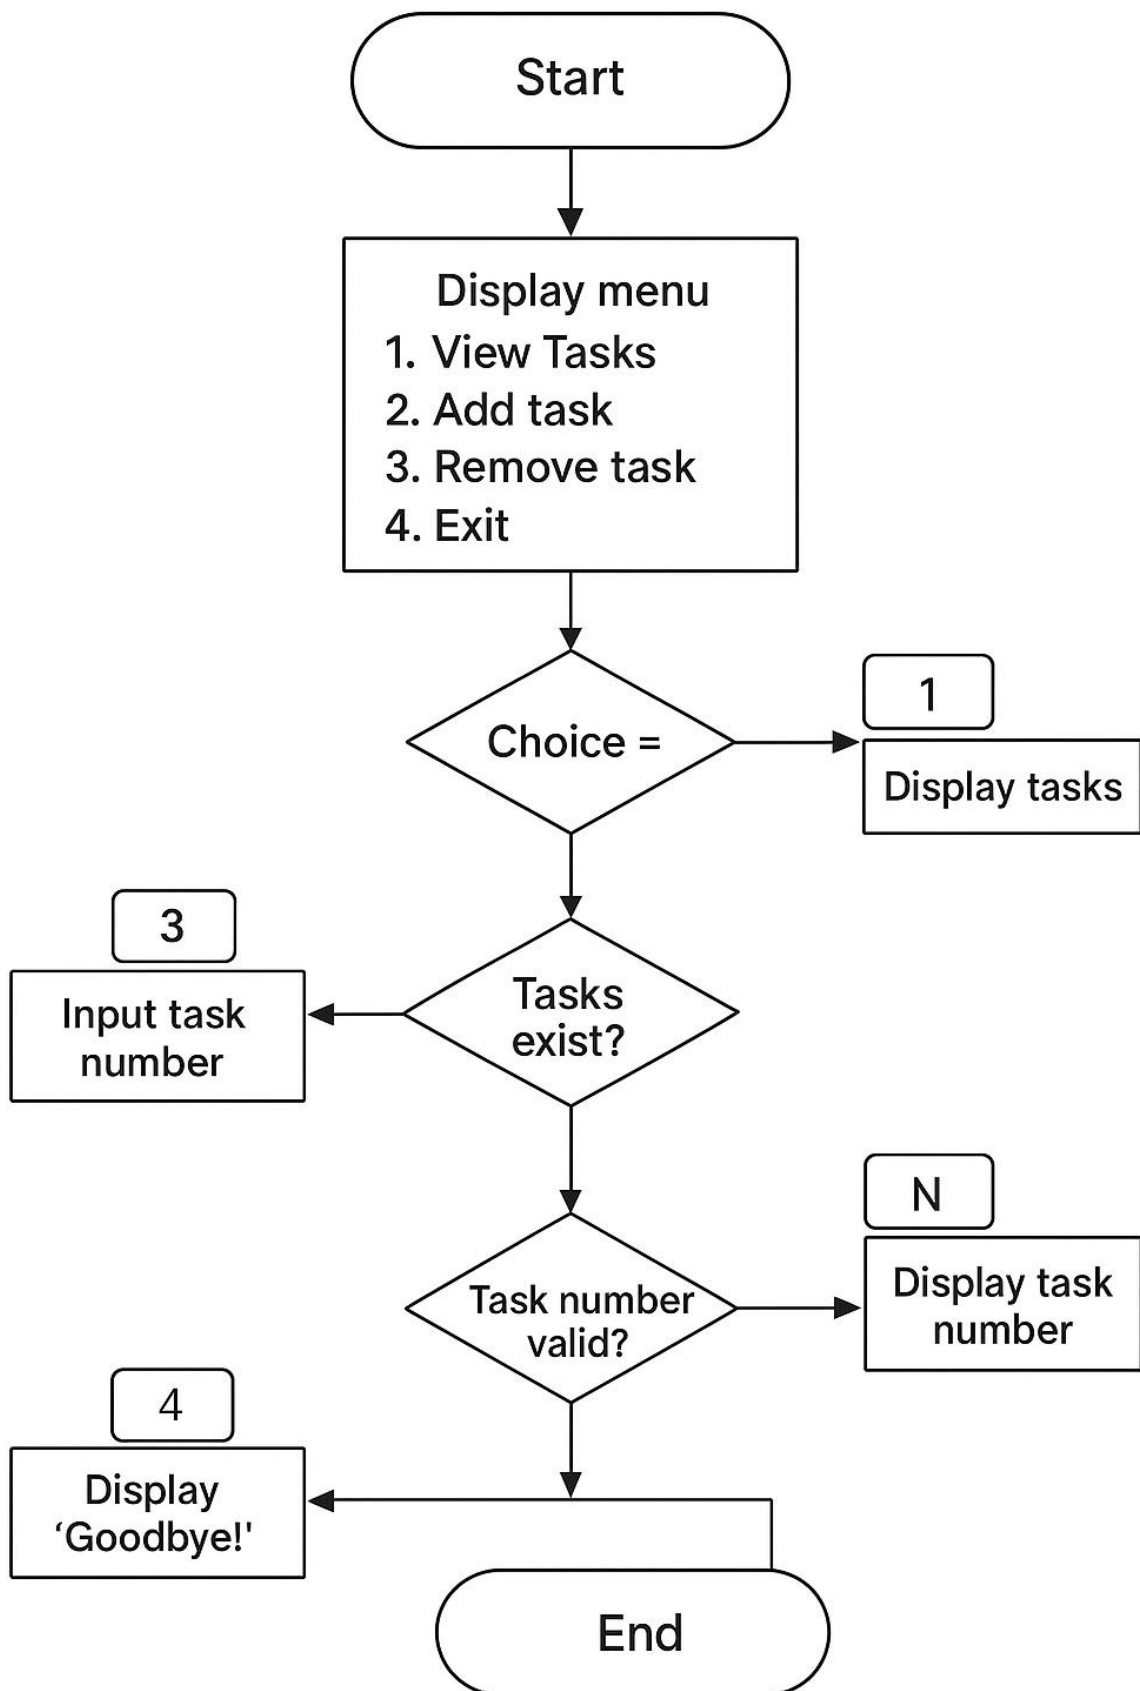 Start
Display menu
1. View Tasks
2. Add task
3. Remove task
4. Exit
Choice =
1
Display tasks
3
Input task
number
Tasks
exist?
N
Display task
number
Task number
valid?
4
Display
‘Goodbye!'
End